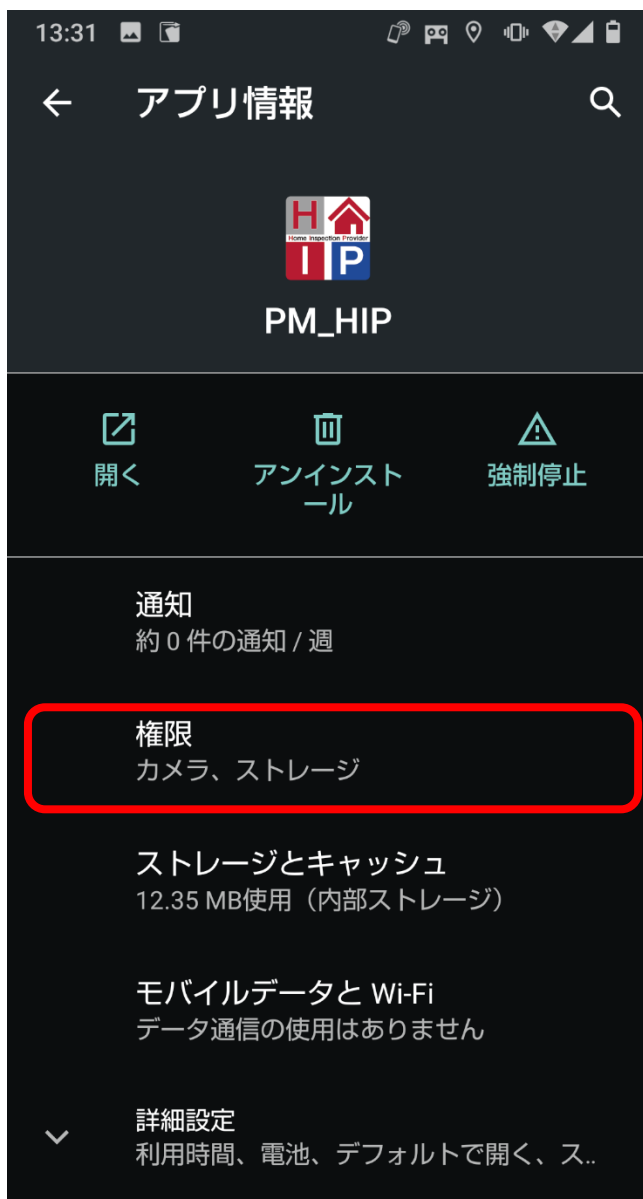 13:31
アプリ情報
H
Home Inspection Provider
I P
PM_HIP
開く
アンインスト
ール
強制停止
通知
約 0 件の通知 / 週
権限
カメラ、ストレージ
ストレージとキャッシュ
12.35 MB使用（内部ストレージ）
モバイルデータと Wi-Fi
データ通信の使用はありません
詳細設定
利用時間、電池、デフォルトで開く、ス..